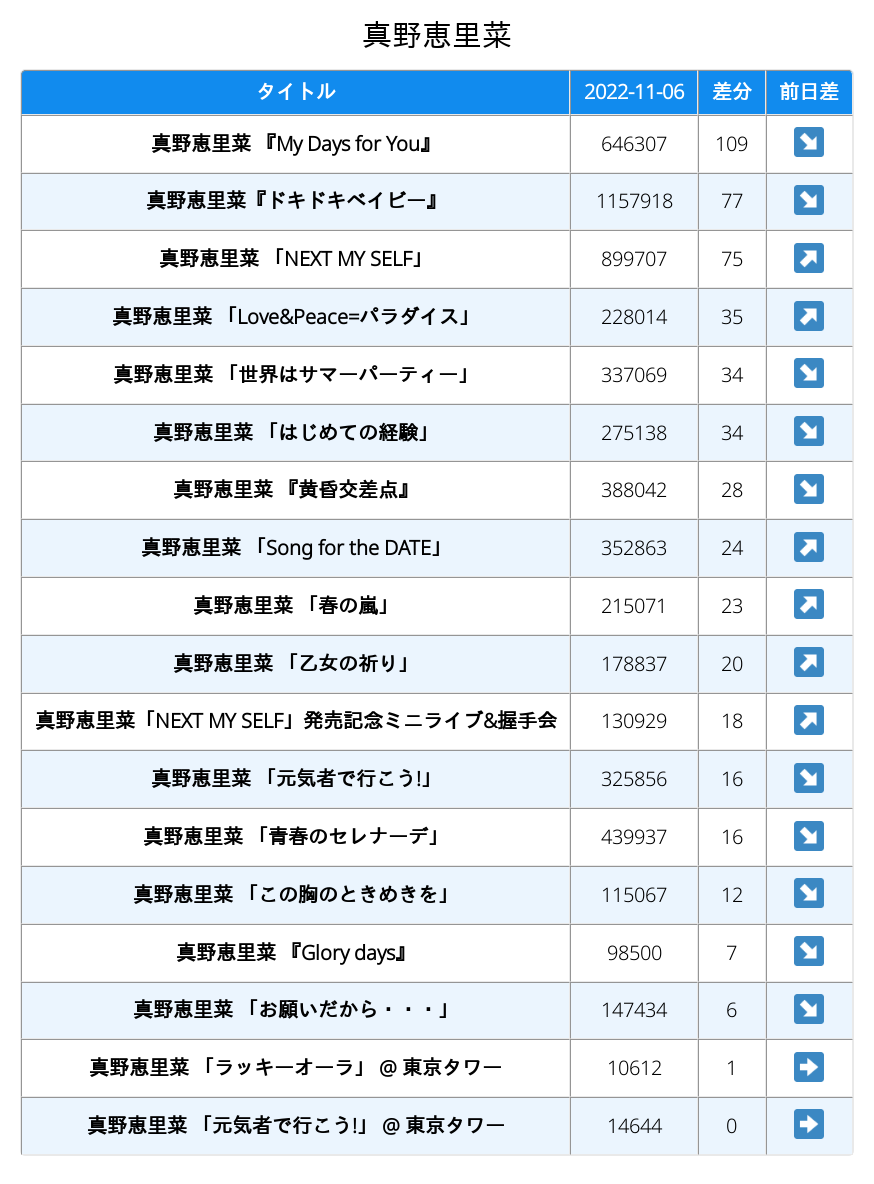 真野恵里菜
タイトル 2022-11-06 差分 前日差
真野恵里菜 『My Days for You』 646307 109 ↘
真野恵里菜『ドキドキベイビー』 1157918 77 ↘
真野恵里菜 「NEXT MY SELF」 899707 75 ↗
真野恵里菜 「Love&Peace=パラダイス」 228014 35 ↗
真野恵里菜 「世界はサマーパーティー」 337069 34 ↘
真野恵里菜 「はじめての経験」 275138 34 ↘
真野恵里菜 『黄昏交差点』 388042 28 ↘
真野恵里菜 「Song for the DATE」 352863 24 ↗
真野恵里菜 「春の嵐」 215071 23 ↗
真野恵里菜 「乙女の祈り」 178837 20 ↗
真野恵里菜「NEXT MY SELF」発売記念ミニライブ&握手会 130929 18 ↗
真野恵里菜 「元気者で行こう!」 325856 16 ↘
真野恵里菜 「青春のセレナーデ」 439937 16 ↘
真野恵里菜 「この胸のときめきを」 115067 12 ↘
真野恵里菜 『Glory days』 98500 7 ↘
真野恵里菜 「お願いだから・・・」 147434 6 ↘
真野恵里菜 「ラッキーオーラ」 @ 東京タワー 10612 1 ➡
真野恵里菜 「元気者で行こう!」 @ 東京タワー 14644 0 ➡